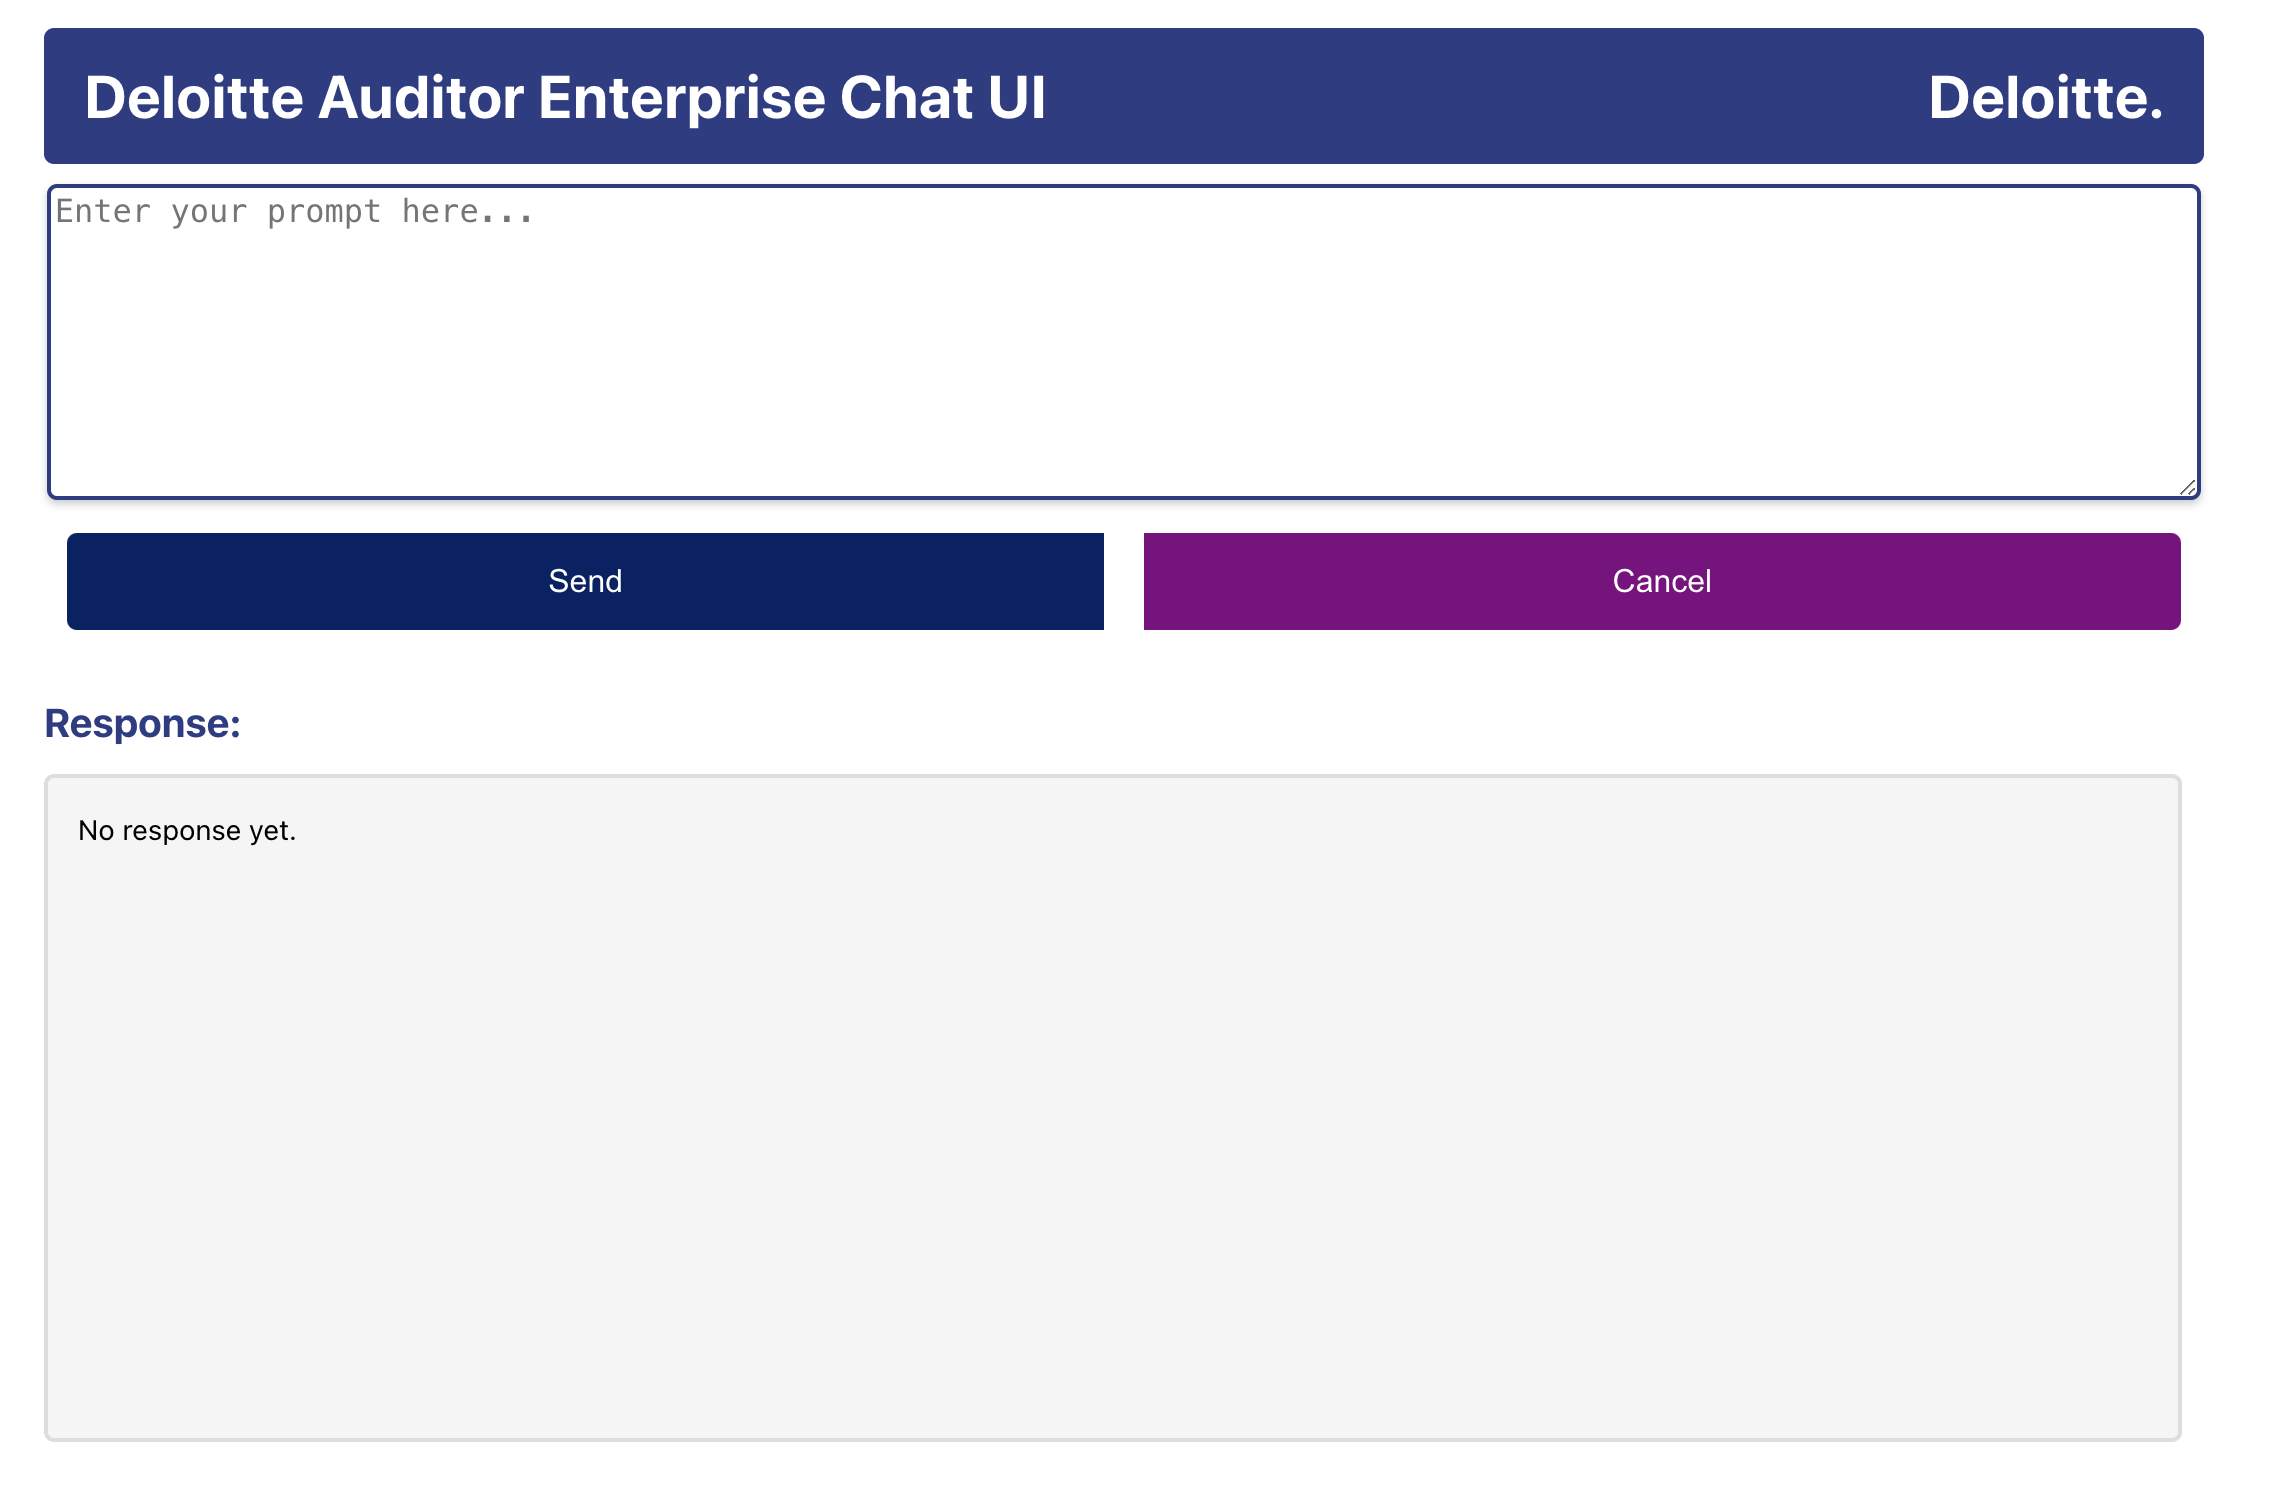 Deloitte Auditor Enterprise Chat UI
Deloitte.
Enter your prompt here...
Send
Cancel
Response:
No response yet.